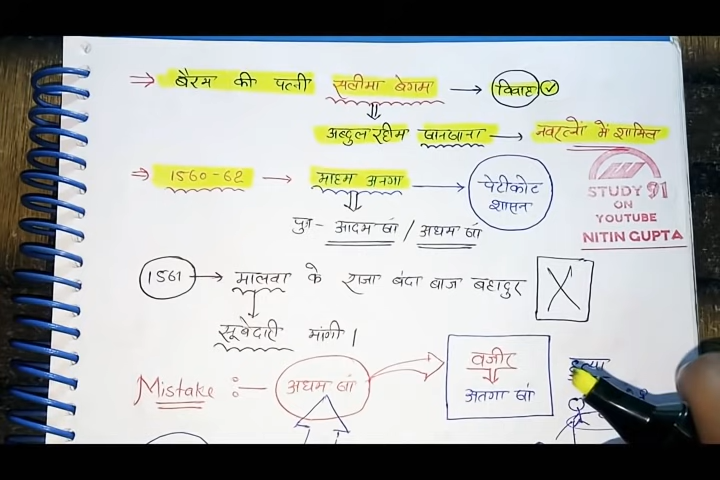 ⇒ बैरम की पत्नी सलीमा बेगम → विवाह
अब्दुल रहीम खानखाना → नवरत्नों में शामिल
⇒ 1560-62 → माहम अनगा → पेटीकोट शासन
पुत्र - आदम खां / अधम खां
STUDY 91
ON
YOUTUBE
NITIN GUPTA
1561 → मालवा के राजा बंदा बाज बहादुर X
सूबेदारी मांगी।
Mistake :- अधम खां वजीर
अतगा खां